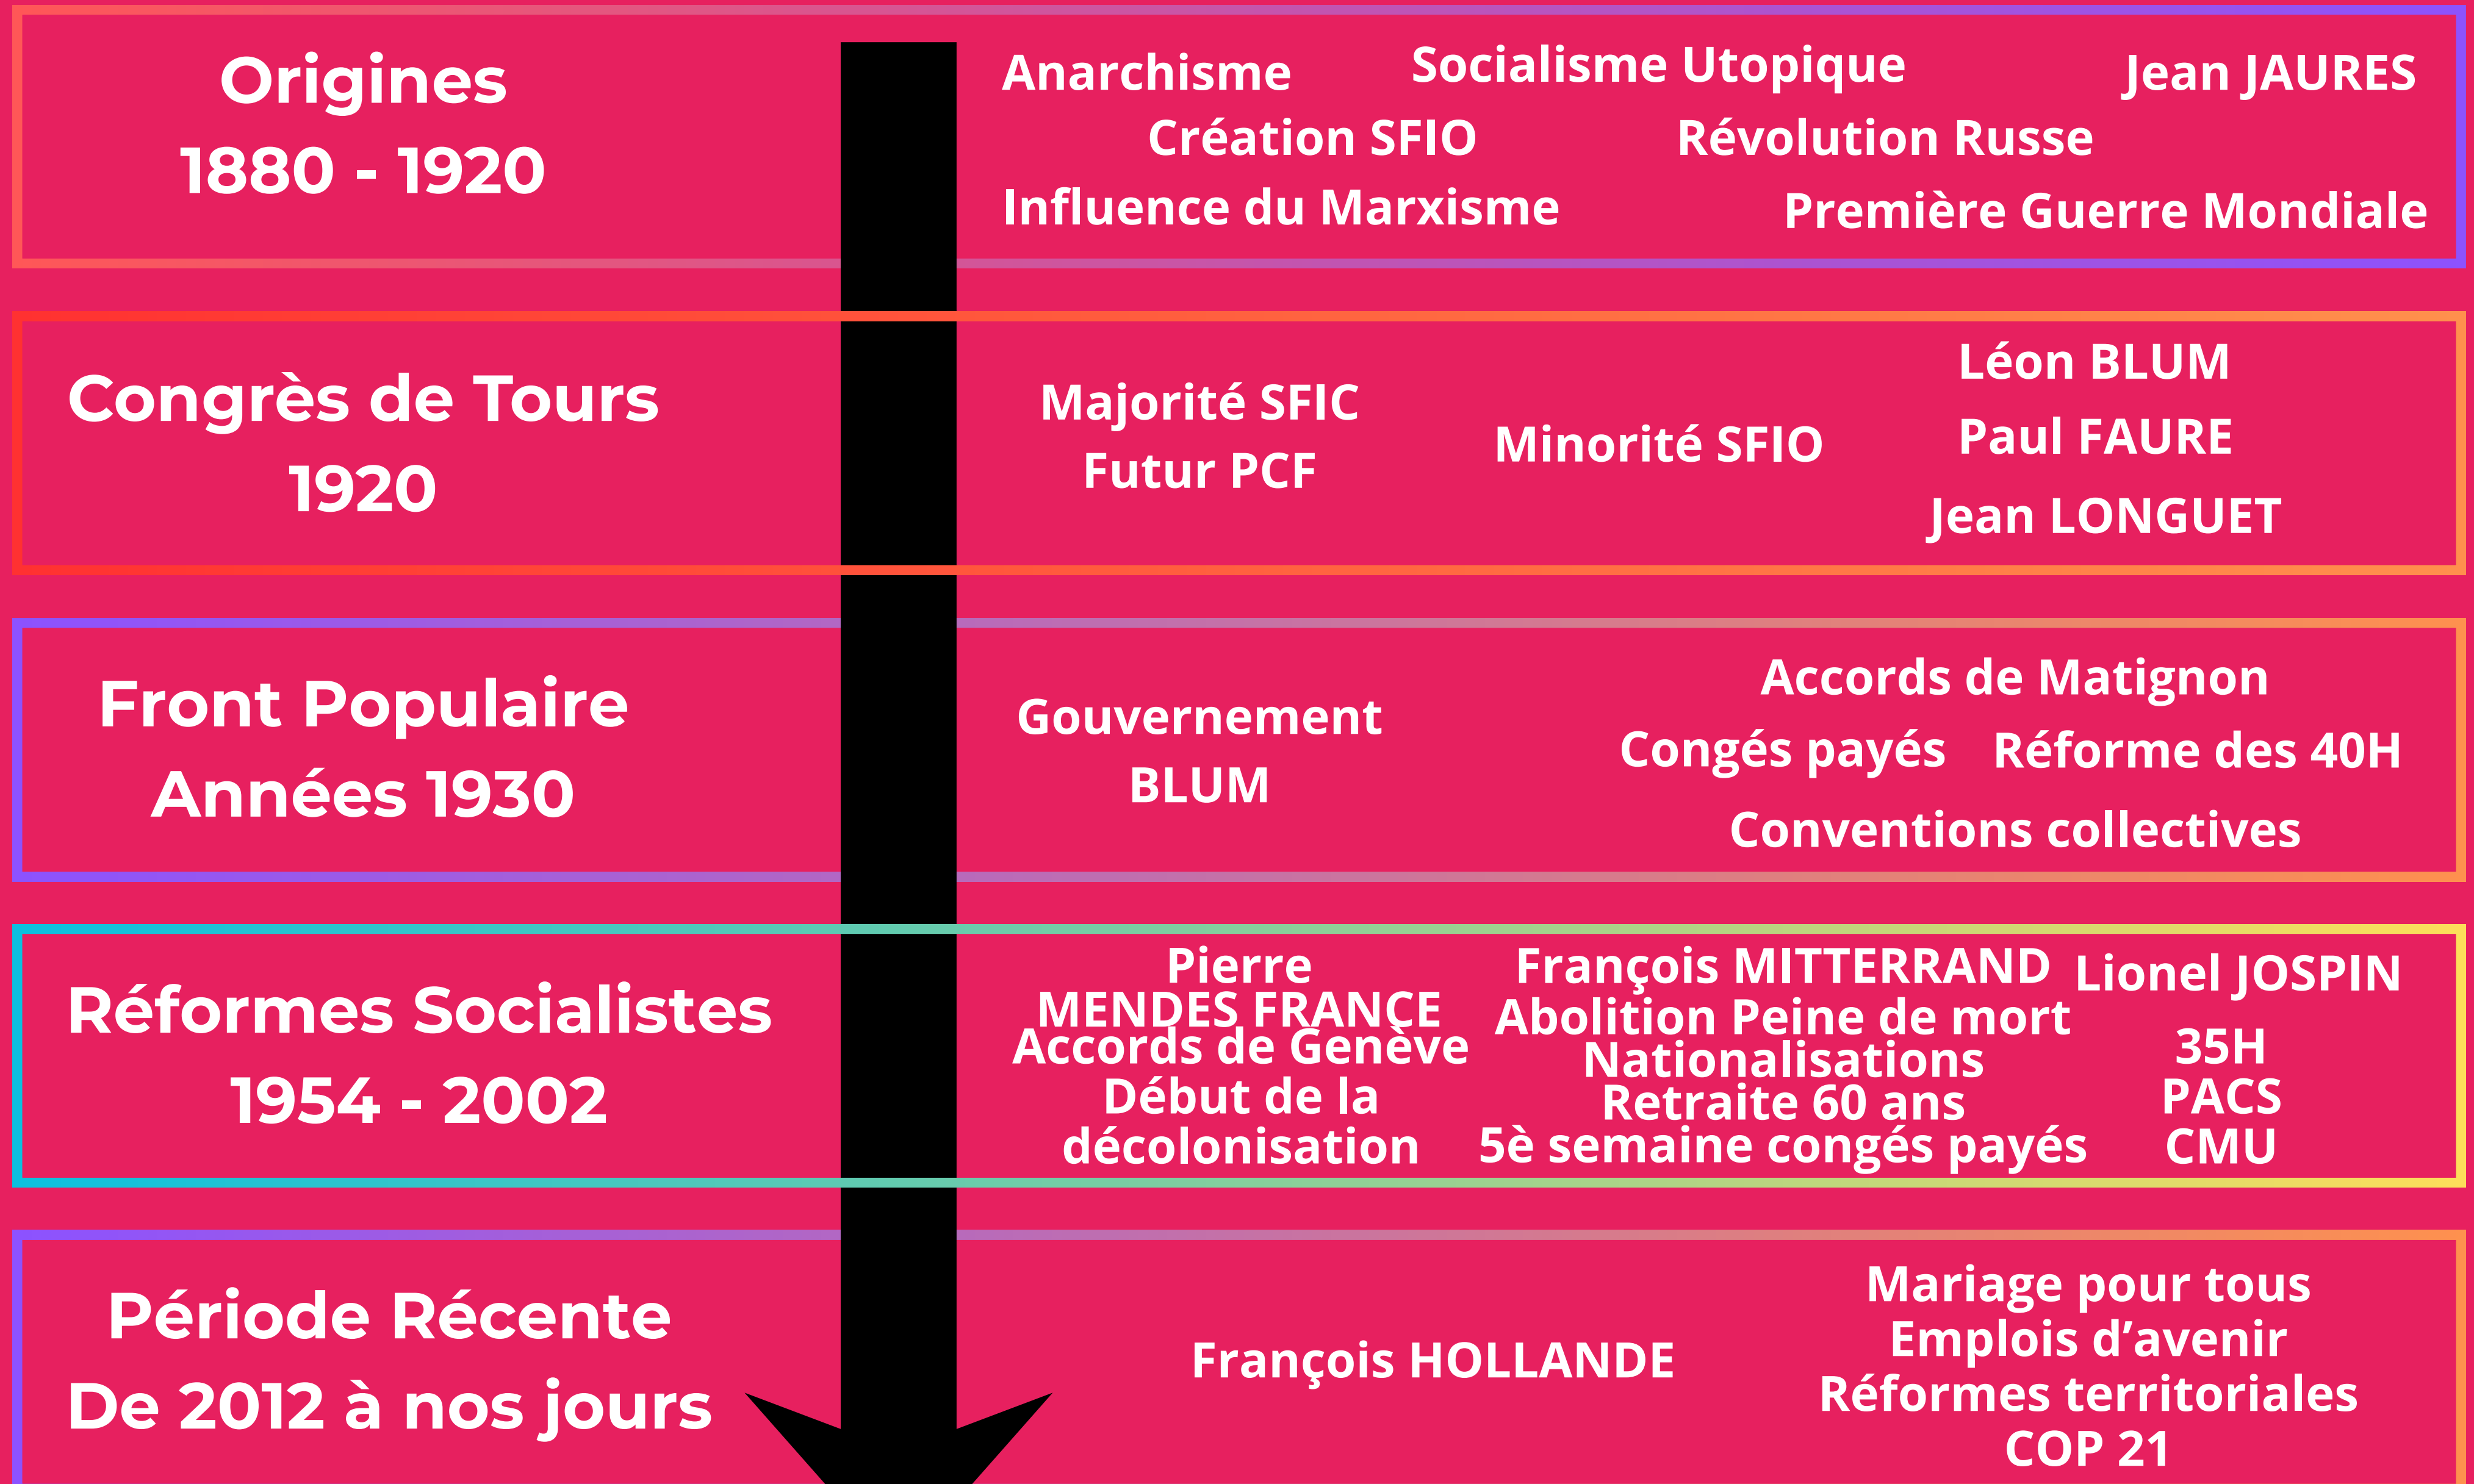 Origines
1880 - 1920
Anarchisme
Socialisme Utopique
Jean JAURES
Création SFIO
Révolution Russe
Influence du Marxisme
Première Guerre Mondiale
Congrès de Tours
1920
Majorité SFIC
Futur PCF
Minorité SFIO
Léon BLUM
Paul FAURE
Jean LONGUET
Front Populaire
Années 1930
Gouvernement
BLUM
Accords de Matignon
Congés payés
Réforme des 40H
Conventions collectives
Réformes Socialistes
1954 - 2002
Pierre
MENDES FRANCE
Accords de Genève
Début de la
décolonisation
François MITTERRAND
Abolition Peine de mort
Nationalisations
Retraite 60 ans
5è semaine congés payés
Lionel JOSPIN
35H
PACS
CMU
Période Récente
De 2012 à nos jours
François HOLLANDE
Mariage pour tous
Emplois d’avenir
Réformes territoriales
COP 21